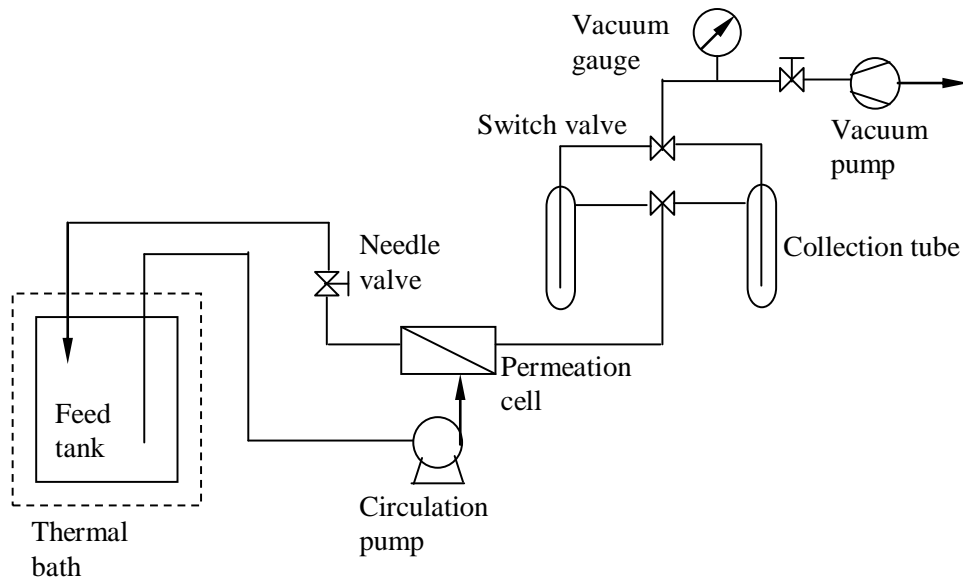 Vacuum
gauge
Switch valve
Vacuum
pump
Needle
valve
Collection tube
Permeation
cell
Feed
tank
Circulation
pump
Thermal
bath